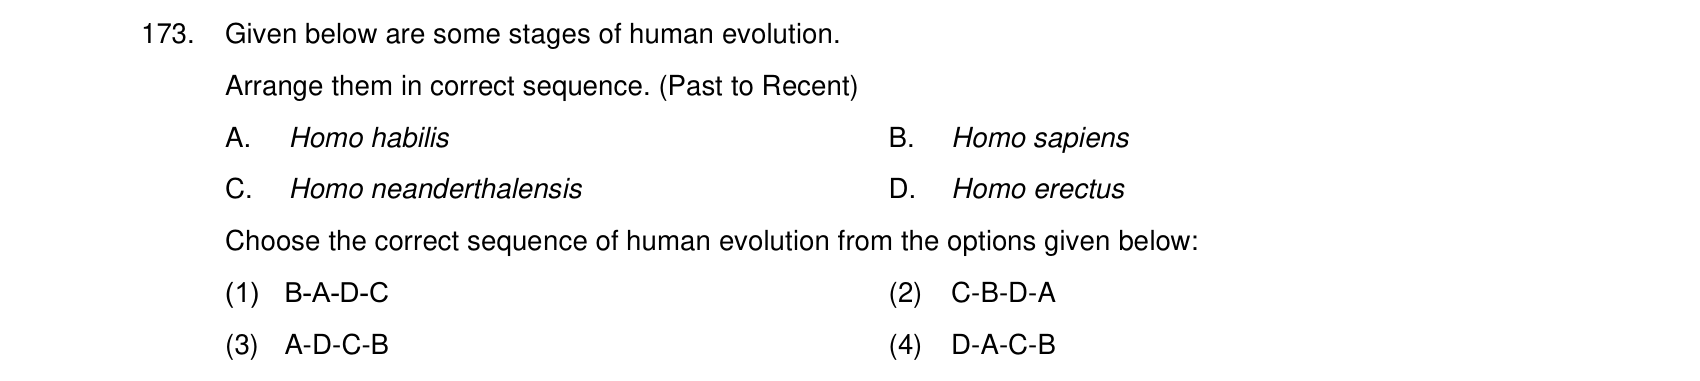 173. Given below are some stages of human evolution.
Arrange them in correct sequence. (Past to Recent)
A. Homo habilis B. Homo sapiens
C. Homo neanderthalensis D. Homo erectus
Choose the correct sequence of human evolution from the options given below:
(1) B-A-D-C (2) C-B-D-A
(3) A-D-C-B (4) D-A-C-B